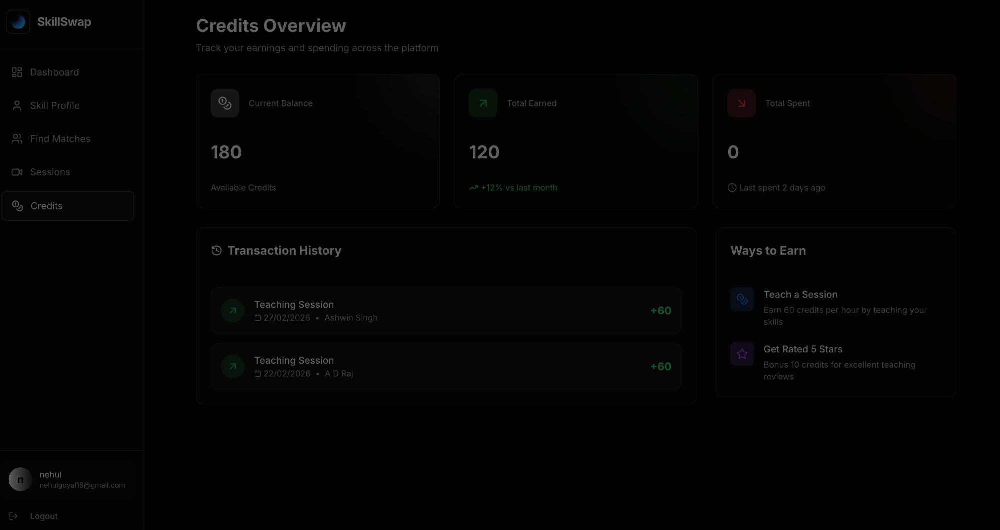 SkillSwap
Dashboard
Skill Profile
Find Matches
Sessions
Credits
nehul
n
nehulgoyal18@gmail.com
Logout
Credits Overview
Track your earnings and spending across the platform
Current Balance
180
Available Credits
Total Earned
120
+12% vs last month
Total Spent
0
Last spent 2 days ago
Transaction History
Teaching Session
27/02/2026 • Ashwin Singh
+60
Teaching Session
22/02/2026 • A D Raj
+60
Ways to Earn
Teach a Session
Earn 60 credits per hour by teaching your
skills
Get Rated 5 Stars
Bonus 10 credits for excellent teaching
reviews